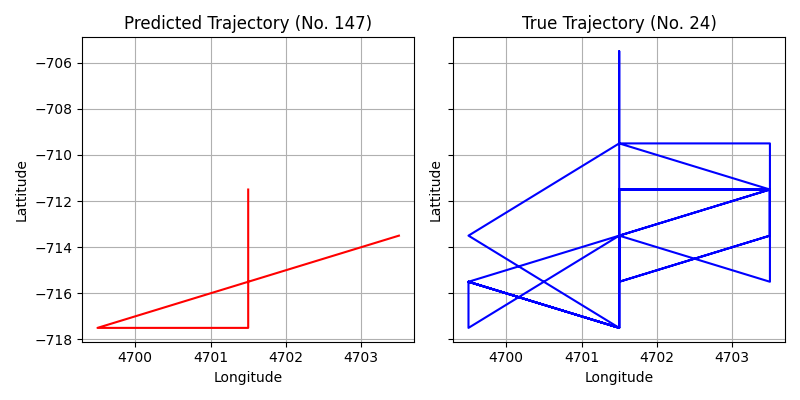 Predicted Trajectory (No. 147)
True Trajectory (No. 24)
Lattitude
−706
−708
−710
−712
−714
−716
−718
4700
4701
4702
4703
Longitude
Lattitude
4700
4701
4702
4703
Longitude